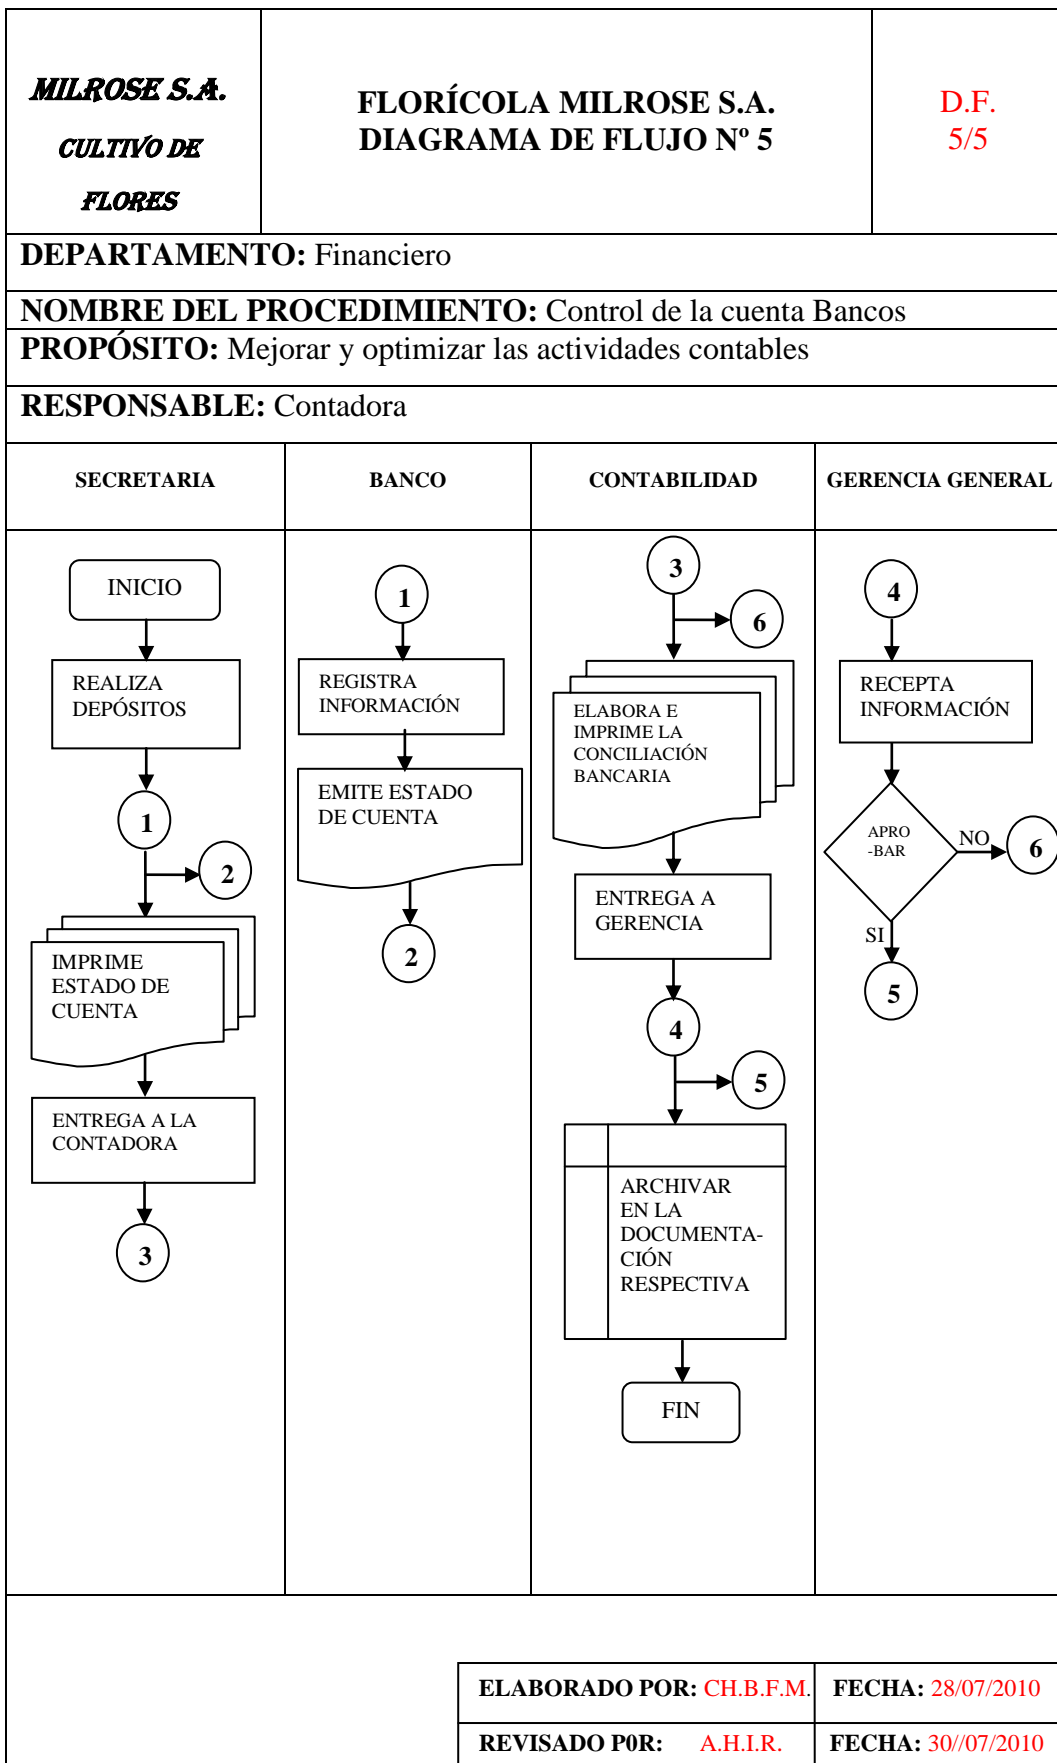 MILROSE S.A.
CULTIVO DE
FLORES
FLORÍCOLA MILROSE S.A.
DIAGRAMA DE FLUJO Nº 5
D.F.
5/5
DEPARTAMENTO: Financiero
NOMBRE DEL PROCEDIMIENTO: Control de la cuenta Bancos
PROPÓSITO: Mejorar y optimizar las actividades contables
RESPONSABLE: Contadora
SECRETARIA
BANCO
CONTABILIDAD
GERENCIA GENERAL
INICIO
REALIZA
DEPÓSITOS
1
2
IMPRIME
ESTADO DE
CUENTA
ENTREGA A LA
CONTADORA
3
1
REGISTRA
INFORMACIÓN
EMITE ESTADO
DE CUENTA
2
3
6
ELABORA E
IMPRIME LA
CONCILIACIÓN
BANCARIA
ENTREGA A
GERENCIA
4
5
ARCHIVAR
EN LA
DOCUMENTA-
CIÓN
RESPECTIVA
FIN
4
RECEPTA
INFORMACIÓN
APRO
-BAR
NO
6
SI
5
ELABORADO POR: CH.B.F.M.
FECHA: 28/07/2010
REVISADO P0R: A.H.I.R.
FECHA: 30//07/2010